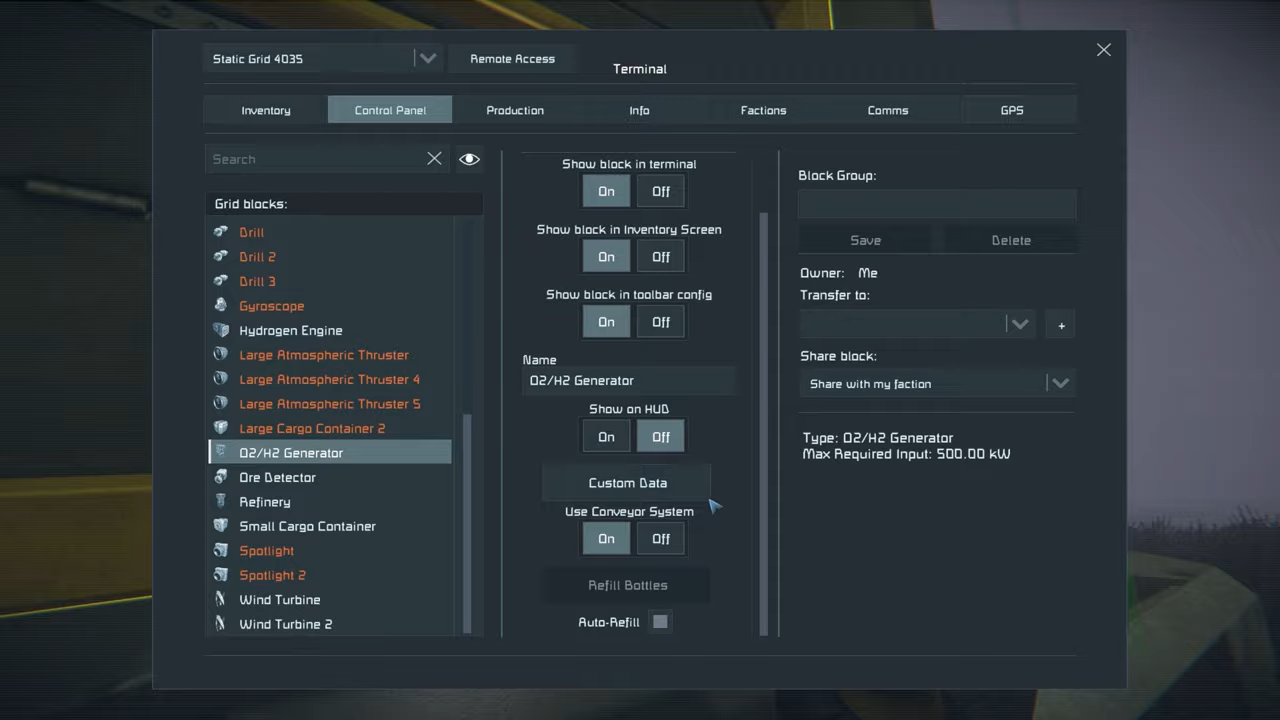 Static Grid 4035
Remote Access
Terminal
Inventory
Control Panel
Production
Info
Factions
Comms
GPS
Search
Grid blocks:
Drill
Drill 2
Drill 3
Gyroscope
Hydrogen Engine
Large Atmospheric Thruster
Large Atmospheric Thruster 4
Large Atmospheric Thruster 5
Large Cargo Container 2
O2/H2 Generator
Ore Detector
Refinery
Small Cargo Container
Spotlight
Spotlight 2
Wind Turbine
Wind Turbine 2
Show block in terminal
On Off
Show block in Inventory Screen
On Off
Show block in toolbar config
On Off
Name
O2/H2 Generator
Show on HUD
On Off
Custom Data
Use Conveyor System
On Off
Refill Bottles
Auto-Refill
Block Group:
Save Delete
Owner: Me
Transfer to:
+
Share block:
Share with my faction
Type: O2/H2 Generator
Max Required Input: 500.00 kW